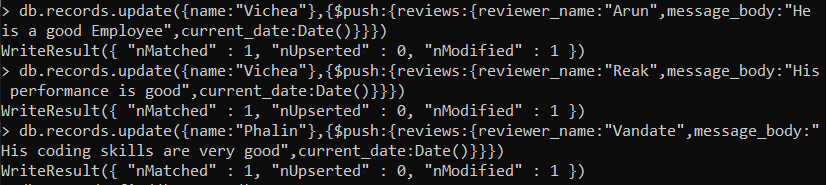 > db.records.update({name:"Vichea"},{$push:{reviews:{reviewer_name:"Arun",message_body:"He
is a good Employee",current_date:Date()}}})
WriteResult({ "nMatched" : 1, "nUpserted" : 0, "nModified" : 1 })
> db.records.update({name:"Vichea"},{$push:{reviews:{reviewer_name:"Reak",message_body:"His
 performance is good",current_date:Date()}}})
WriteResult({ "nMatched" : 1, "nUpserted" : 0, "nModified" : 1 })
> db.records.update({name:"Phalin"},{$push:{reviews:{reviewer_name:"Vandate",message_body:"
His coding skills are very good",current_date:Date()}}})
WriteResult({ "nMatched" : 1, "nUpserted" : 0, "nModified" : 1 })